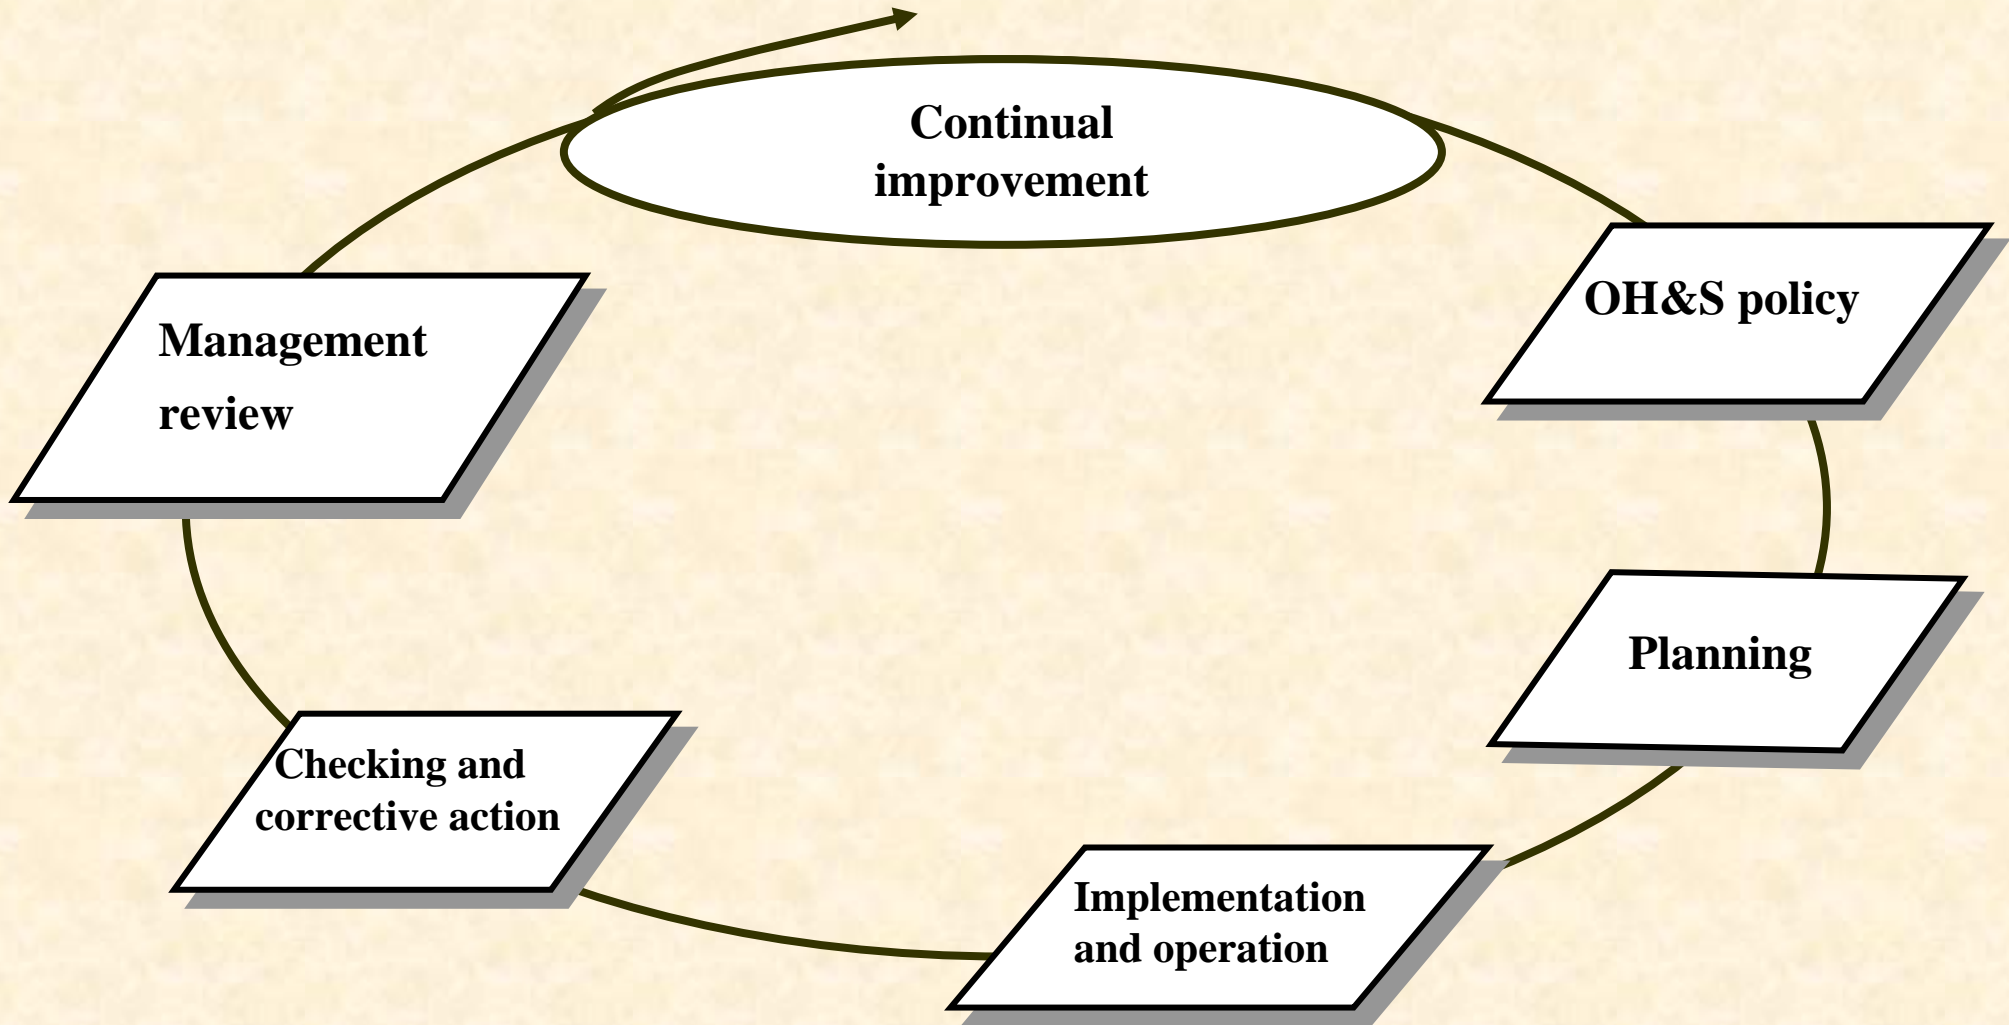 Continual
improvement
OH&S policy
Management
review
Planning
Checking and
corrective action
Implementation
and operation